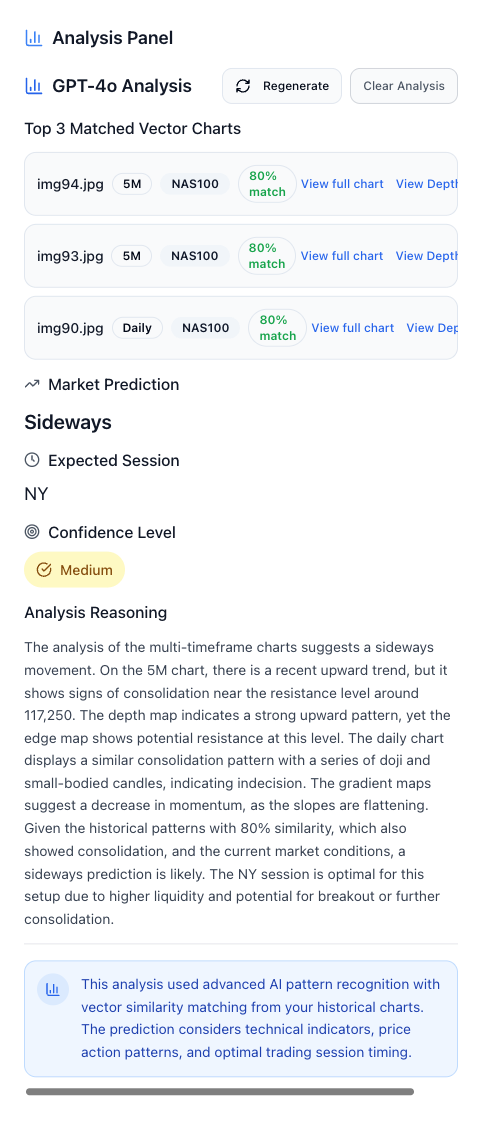 Analysis Panel
GPT-4o Analysis
Regenerate
Clear Analysis
Top 3 Matched Vector Charts
img94.jpg 5M NAS100 80% match View full chart View Depth
img93.jpg 5M NAS100 80% match View full chart View Depth
img90.jpg Daily NAS100 80% match View full chart View Dep
Market Prediction
Sideways
Expected Session
NY
Confidence Level
Medium
Analysis Reasoning
The analysis of the multi-timeframe charts suggests a sideways
movement. On the 5M chart, there is a recent upward trend, but it
shows signs of consolidation near the resistance level around
117,250. The depth map indicates a strong upward pattern, yet the
edge map shows potential resistance at this level. The daily chart
displays a similar consolidation pattern with a series of doji and
small-bodied candles, indicating indecision. The gradient maps
suggest a decrease in momentum, as the slopes are flattening.
Given the historical patterns with 80% similarity, which also
showed consolidation, and the current market conditions, a
sideways prediction is likely. The NY session is optimal for this
setup due to higher liquidity and potential for breakout or further
consolidation.
This analysis used advanced AI pattern recognition with
vector similarity matching from your historical charts.
The prediction considers technical indicators, price
action patterns, and optimal trading session timing.